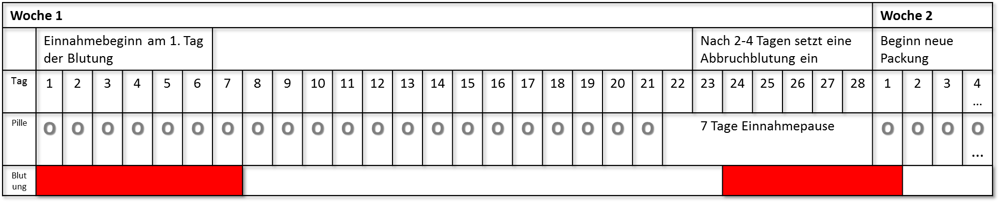 Woche 1 Woche 2
Einnahmebeginn am 1. Tag Nach 2-4 Tagen setzt eine Beginn neue
der Blutung Abbruchblutung ein Packung
Tag 1 2 3 4 5 6 7 8 9 10 11 12 13 14 15 16 17 18 19 20 21 22 23 24 25 26 27 28 1 2 3 4
...
Pille O O O O O O O O O O O O O O O O O O O O O 7 Tage Einnahmepause O O O O
...
Blut
ung